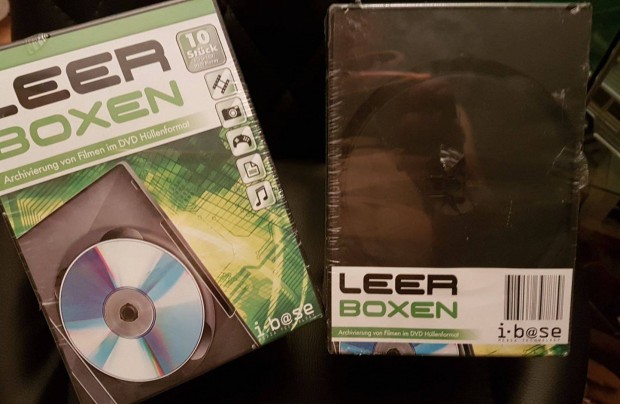 10
Stück
LEER
BOXEN
Archivierung von Filmen im DVD Hüllenformat
i·b@se
LEER
BOXEN
Archivierung von Filmen im DVD Hüllenformat
i·b@se